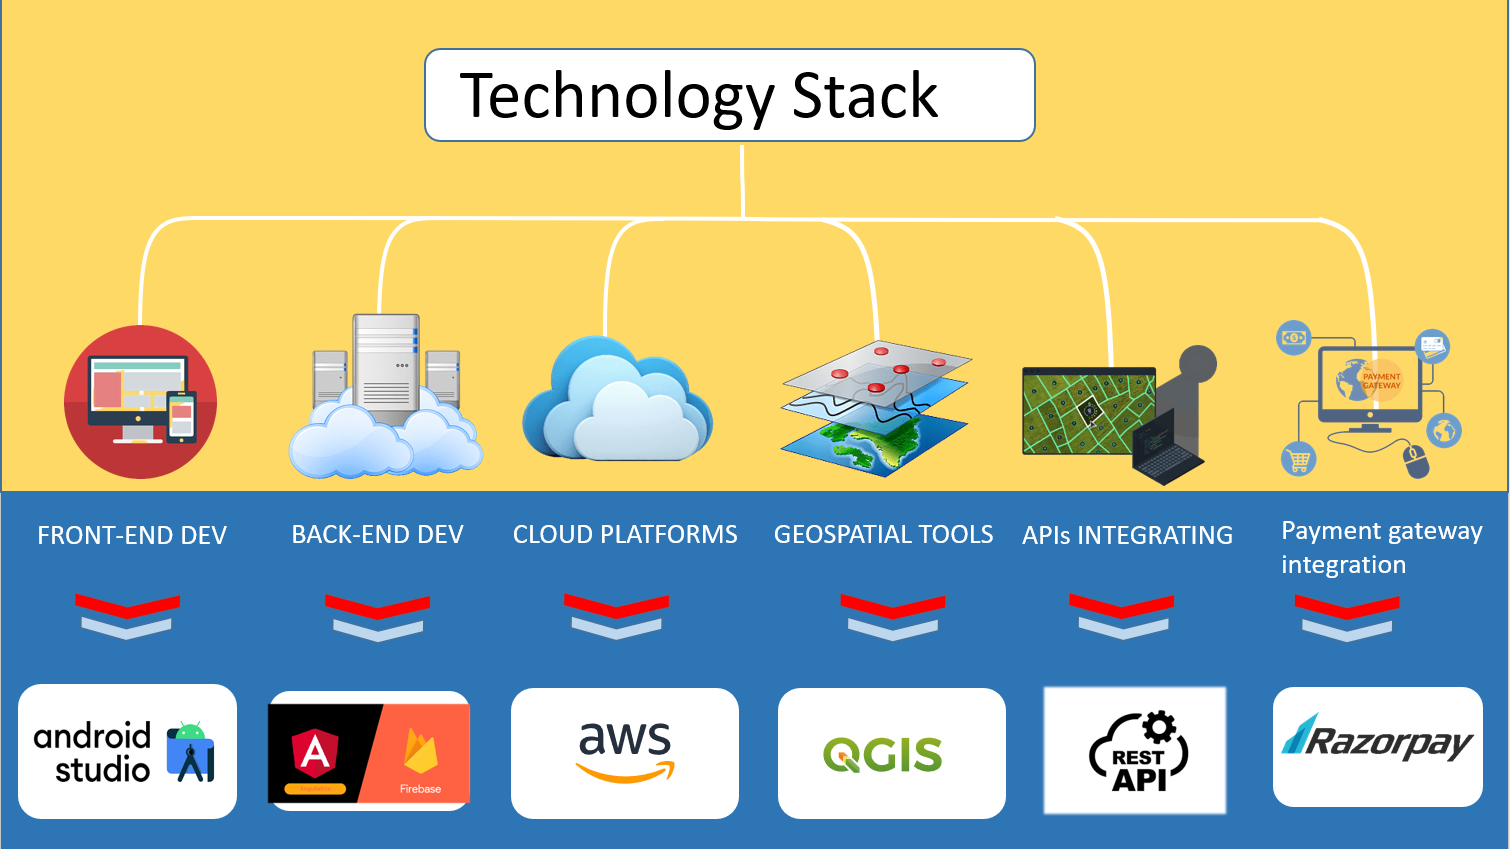 Technology Stack
PAYMENT
GATEWAY
FRONT-END DEV
BACK-END DEV
CLOUD PLATFORMS
GEOSPATIAL TOOLS
APIs INTEGRATING
Payment gateway
integration
android
studio
A
Firebase
aws
QGIS
REST
API
Razorpay